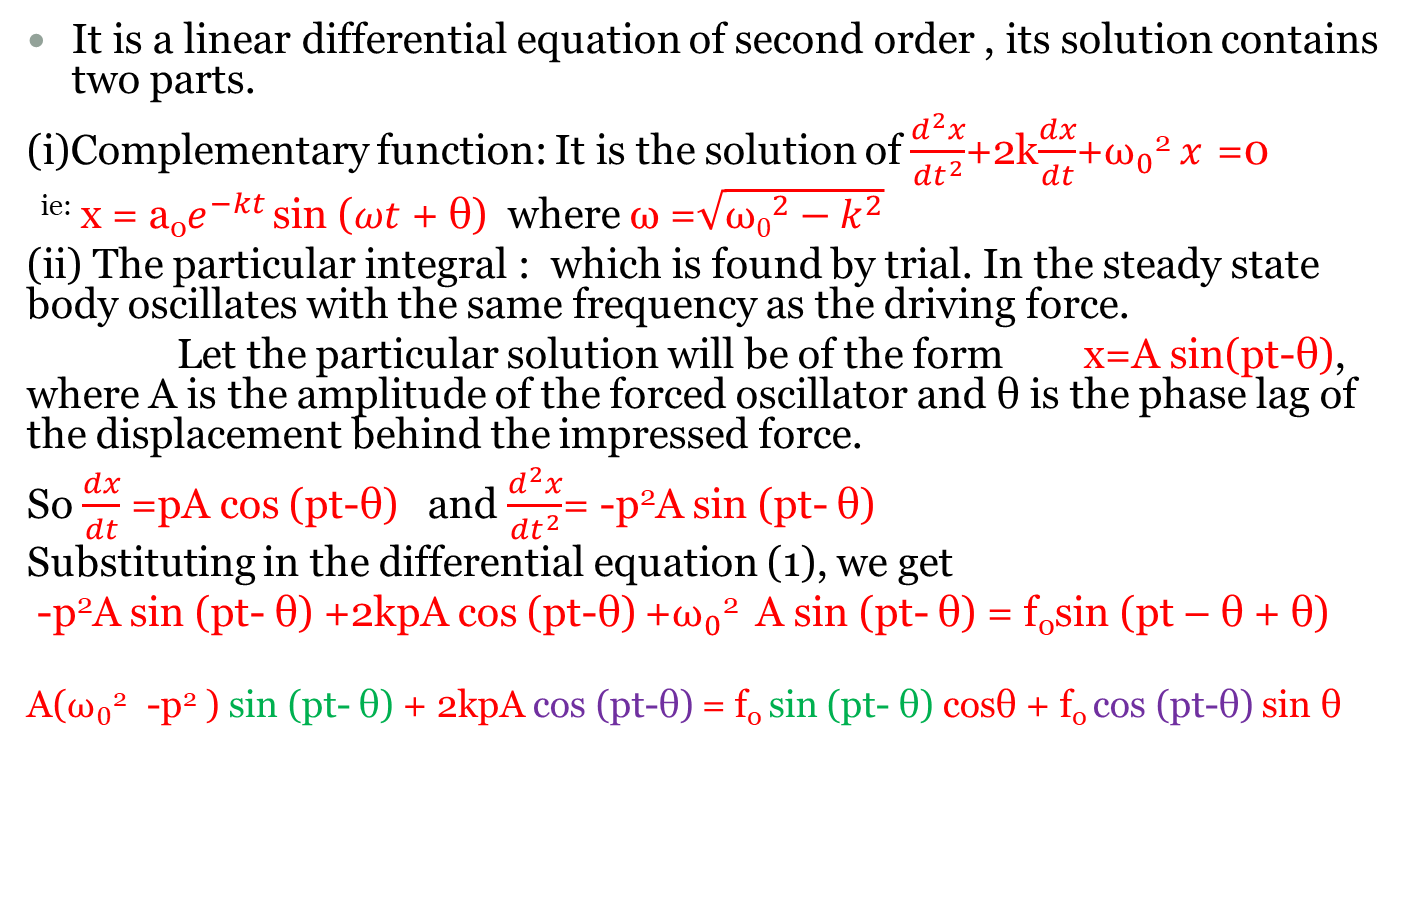 • It is a linear differential equation of second order , its solution contains
two parts.
(i)Complementary function: It is the solution of d²x/dt²+2kdx/dt+ω₀² x =0
ie: x = aₒe⁻ᵏᵗ sin (ωt + θ) where ω =√(ω₀² – k²)
(ii) The particular integral : which is found by trial. In the steady state
body oscillates with the same frequency as the driving force.
Let the particular solution will be of the form x=A sin(pt-θ),
where A is the amplitude of the forced oscillator and θ is the phase lag of
the displacement behind the impressed force.
So dx/dt =pA cos (pt-θ) and d²x/dt²= -p²A sin (pt- θ)
Substituting in the differential equation (1), we get
-p²A sin (pt- θ) +2kpA cos (pt-θ) +ω₀² A sin (pt- θ) = fₒsin (pt – θ + θ)
A(ω₀² -p² ) sin (pt- θ) + 2kpA cos (pt-θ) = fₒ sin (pt- θ) cosθ + fₒ cos (pt-θ) sin θ